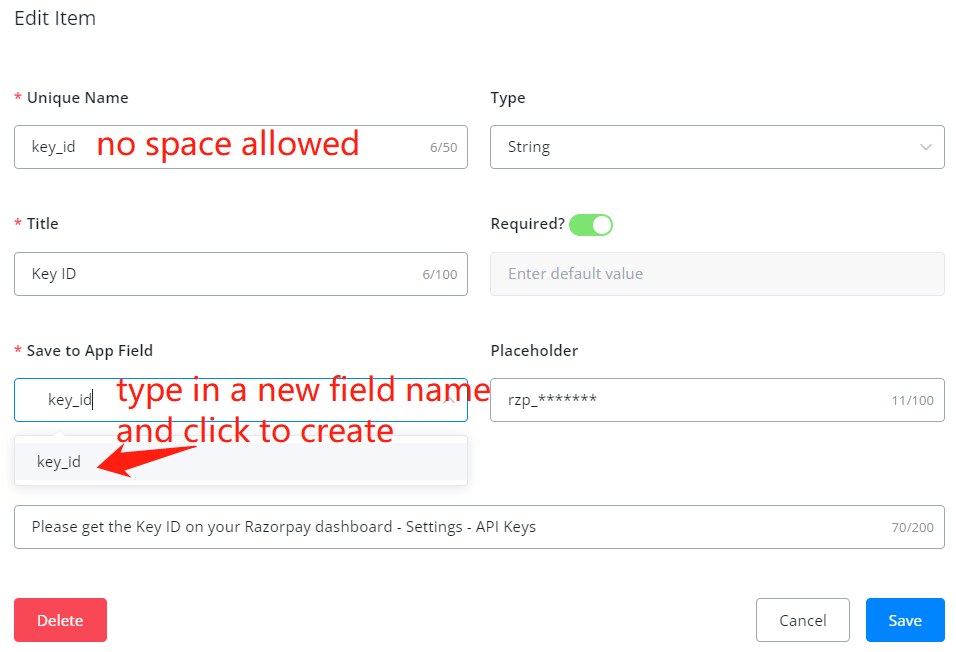 Edit Item
* Unique Name
Type
key_id no space allowed 6/50
String
* Title
Required?
Key ID 6/100
Enter default value
* Save to App Field
Placeholder
key_id type in a new field name
rzp_******* 11/100
and click to create
key_id
Please get the Key ID on your Razorpay dashboard - Settings - API Keys 70/200
Delete
Cancel
Save